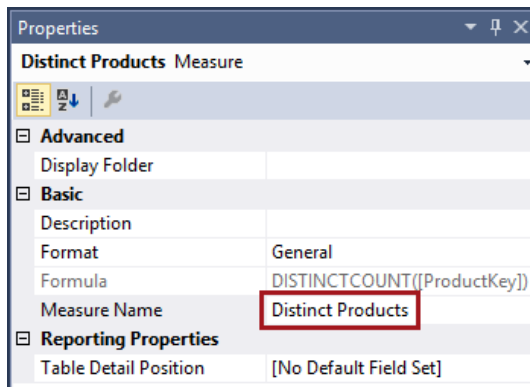 Properties
Distinct Products Measure
Advanced
Display Folder
Basic
Description
Format General
Formula DISTINCTCOUNT([ProductKey])
Measure Name Distinct Products
Reporting Properties
Table Detail Position [No Default Field Set]